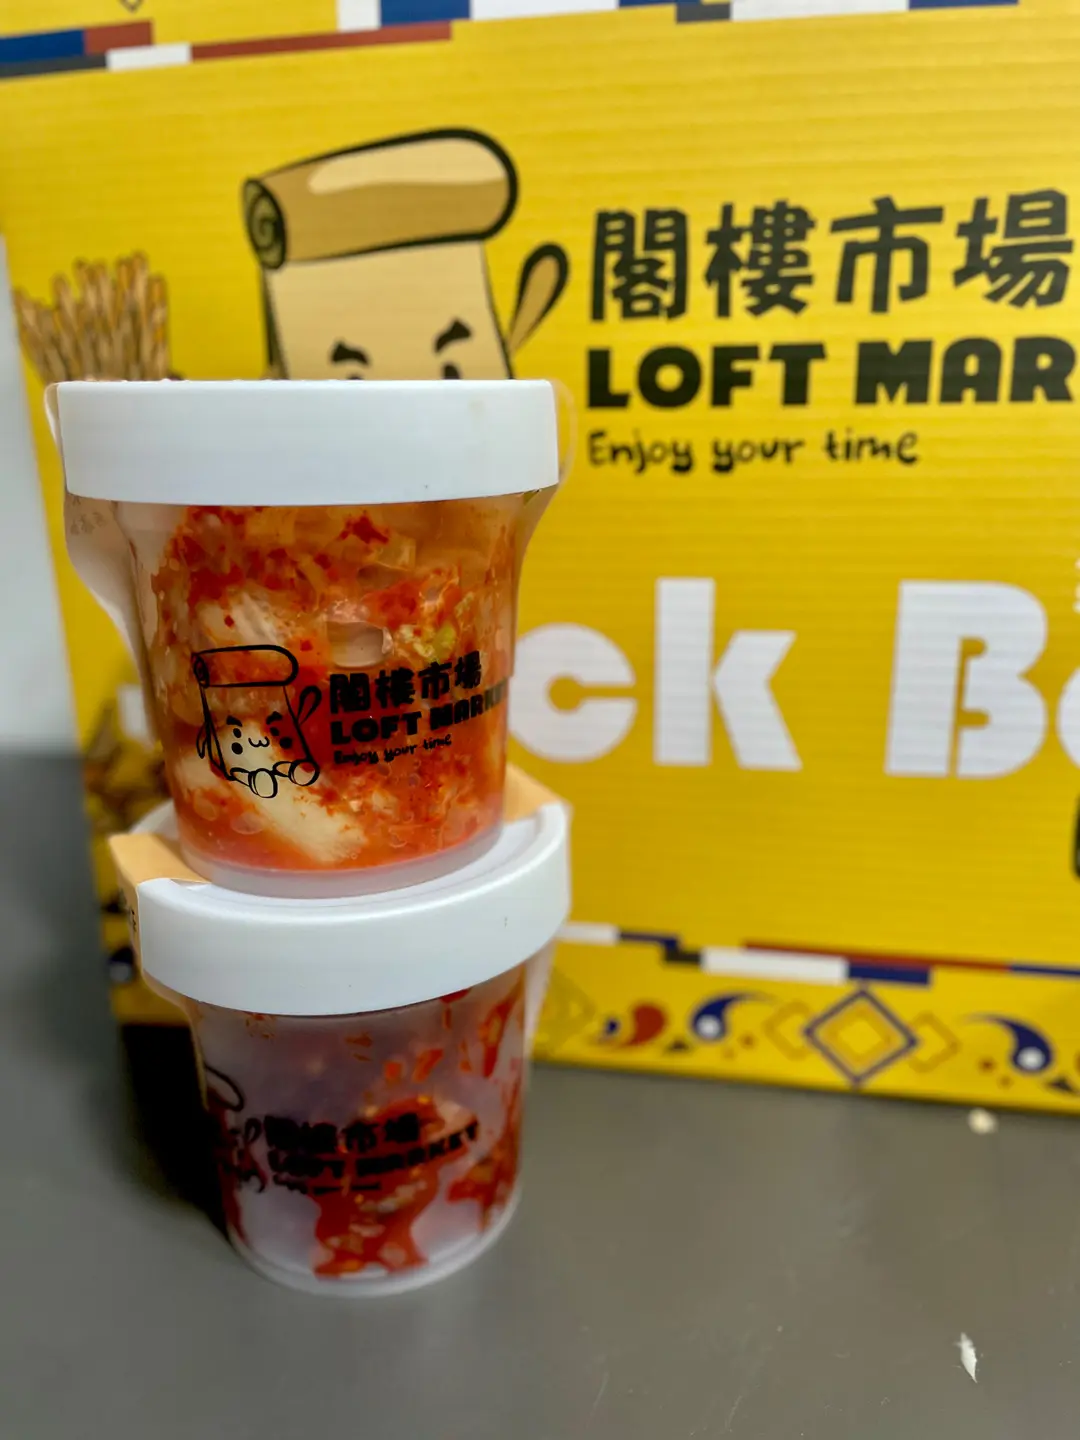 閣樓市場
LOFT MAR
Enjoy your time
ck B
閣樓市場
LOFT MARKE
Enjoy your time
閣樓市場
LOFT MARKET